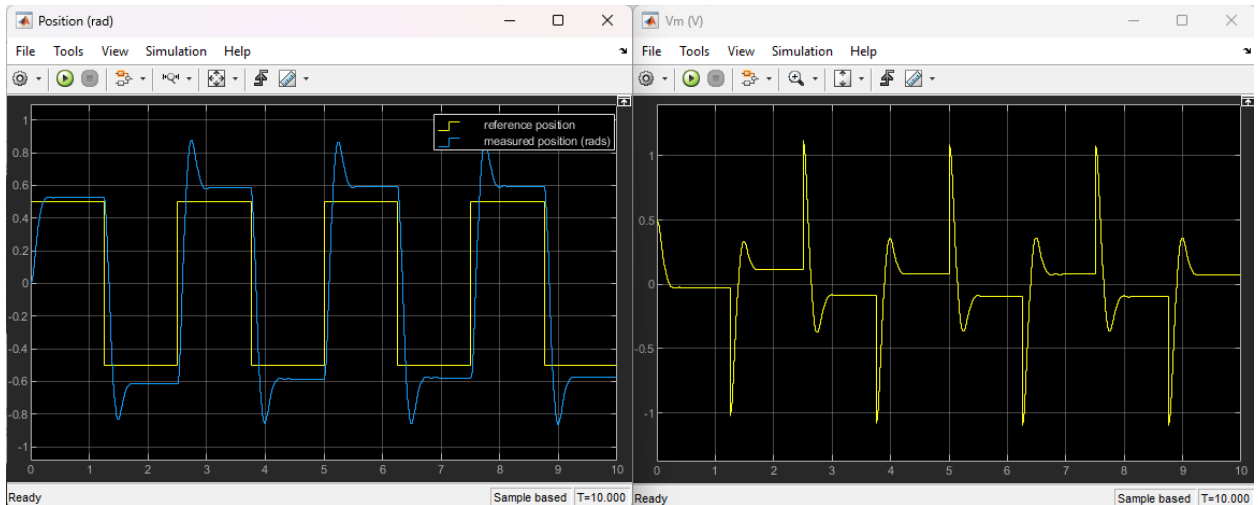 Position (rad)
File Tools View Simulation Help
reference position
measured position (rads)
1
0.8
0.6
0.4
0.2
0
-0.2
-0.4
-0.6
-0.8
-1
0 1 2 3 4 5 6 7 8 9 10
Ready Sample based T=10.000
Vm (V)
File Tools View Simulation Help
1
0.5
0
-0.5
-1
0 1 2 3 4 5 6 7 8 9 10
Ready Sample based T=10.000